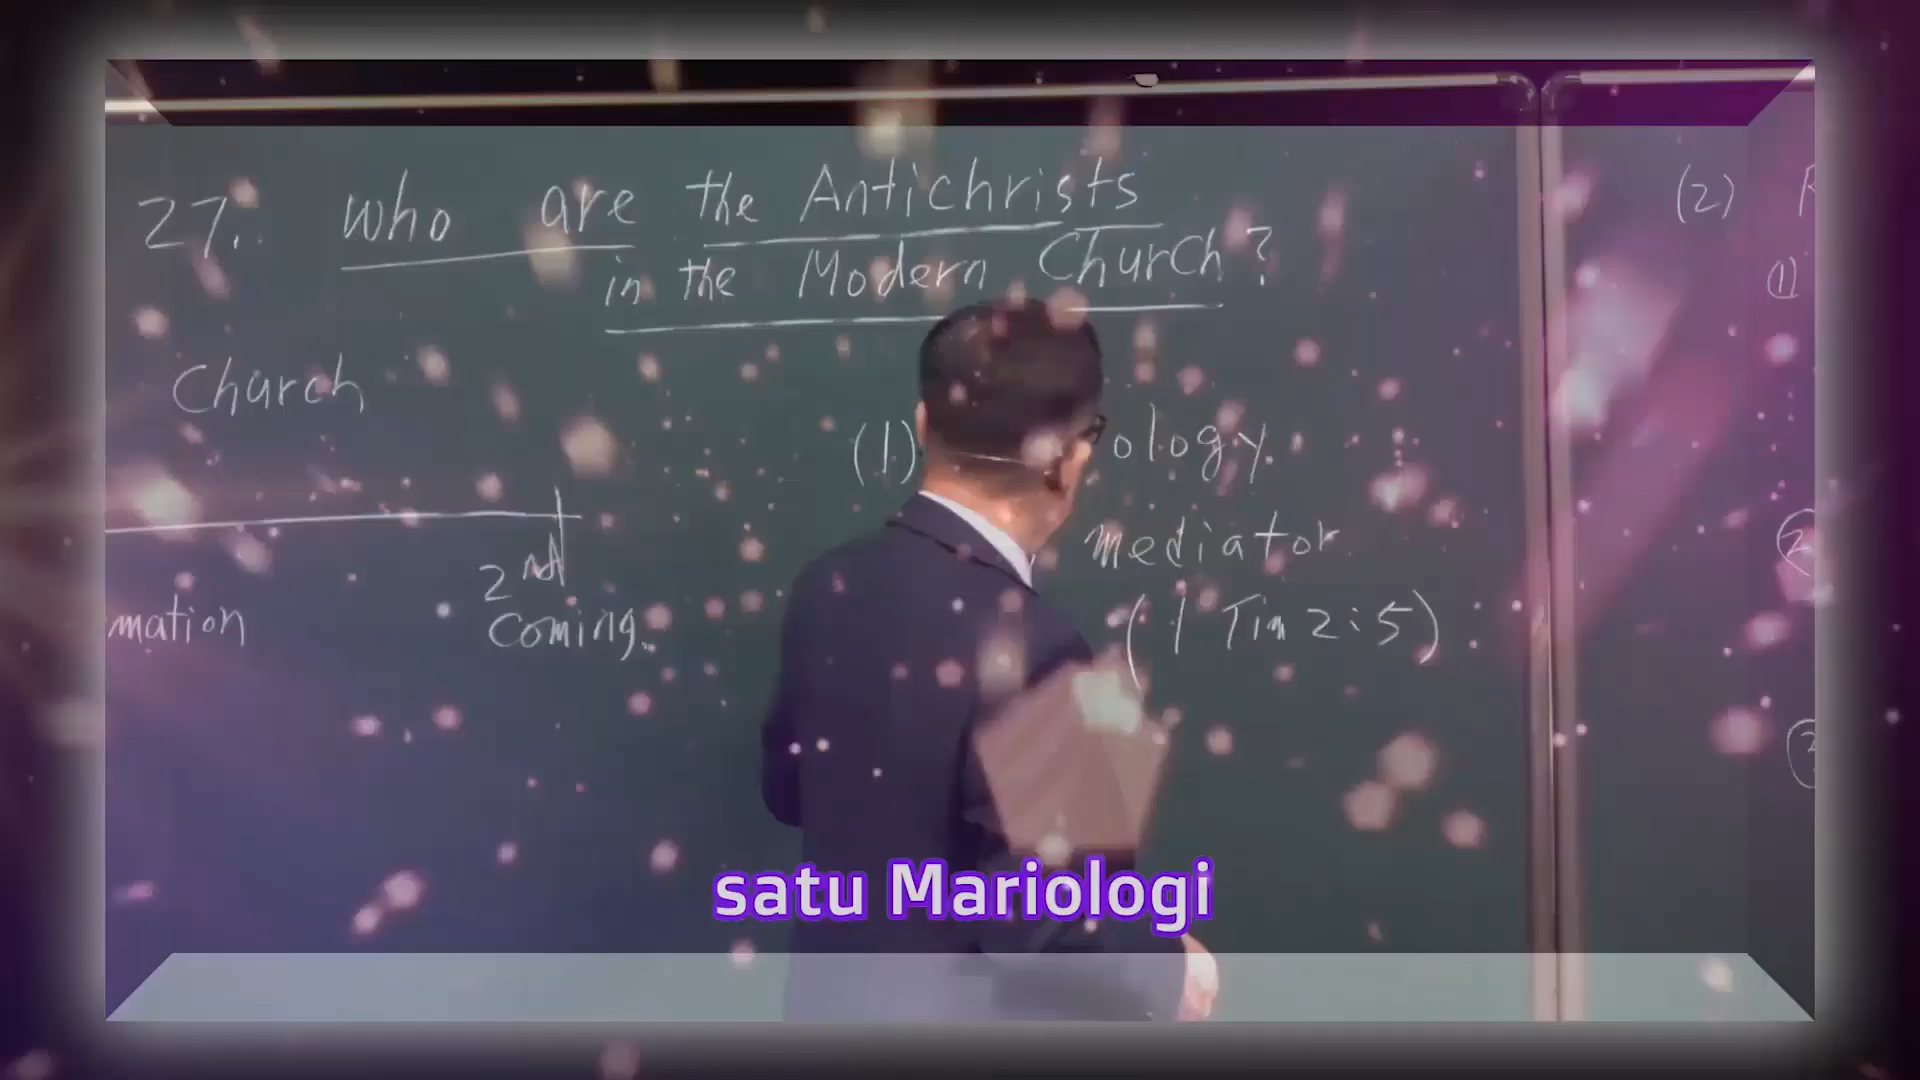 27. Who are the Antichrists
in the Modern Church?
Church
(1) ology
mediator
(1 Tim 2:5)
mation
2nd
coming.
(2)
(1)
(2)
satu Mariologi